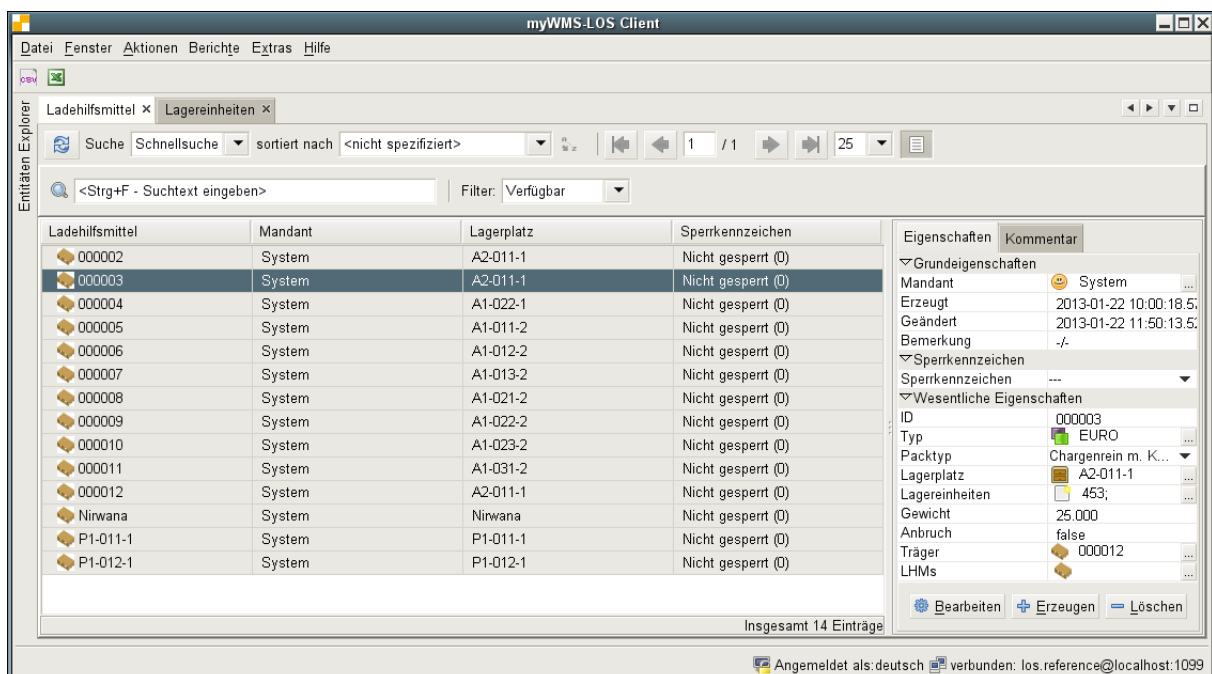 myWMS-LOS Client
Datei Fenster Aktionen Berichte Extras Hilfe
CSV
Entitäten Explorer
Ladehilfsmittel Lagereinheiten
Suche Schnellsuche sortiert nach <nicht spezifiziert> 1 / 1 25
<Strg+F - Suchtext eingeben> Filter: Verfügbar
Ladehilfsmittel Mandant Lagerplatz Sperrkennzeichen
000002 System A2-011-1 Nicht gesperrt (0)
000003 System A2-011-1 Nicht gesperrt (0)
000004 System A1-022-1 Nicht gesperrt (0)
000005 System A1-011-2 Nicht gesperrt (0)
000006 System A1-012-2 Nicht gesperrt (0)
000007 System A1-013-2 Nicht gesperrt (0)
000008 System A1-021-2 Nicht gesperrt (0)
000009 System A1-022-2 Nicht gesperrt (0)
000010 System A1-023-2 Nicht gesperrt (0)
000011 System A1-031-2 Nicht gesperrt (0)
000012 System A2-011-1 Nicht gesperrt (0)
Nirwana System Nirwana Nicht gesperrt (0)
P1-011-1 System P1-011-1 Nicht gesperrt (0)
P1-012-1 System P1-012-1 Nicht gesperrt (0)
Insgesamt 14 Einträge
Eigenschaften Kommentar
Grundeigenschaften
Mandant System ...
Erzeugt 2013-01-22 10:00:18.5
Geändert 2013-01-22 11:50:13.5
Bemerkung -/-
Sperrkennzeichen
Sperrkennzeichen ---
Wesentliche Eigenschaften
ID 000003
Typ EURO ...
Packtyp Chargenrein m. K...
Lagerplatz A2-011-1 ...
Lagereinheiten 453; ...
Gewicht 25.000
Anbruch false
Träger 000012 ...
LHMs ...
Bearbeiten Erzeugen Löschen
Angemeldet als:deutsch verbunden: los.reference@localhost:1099